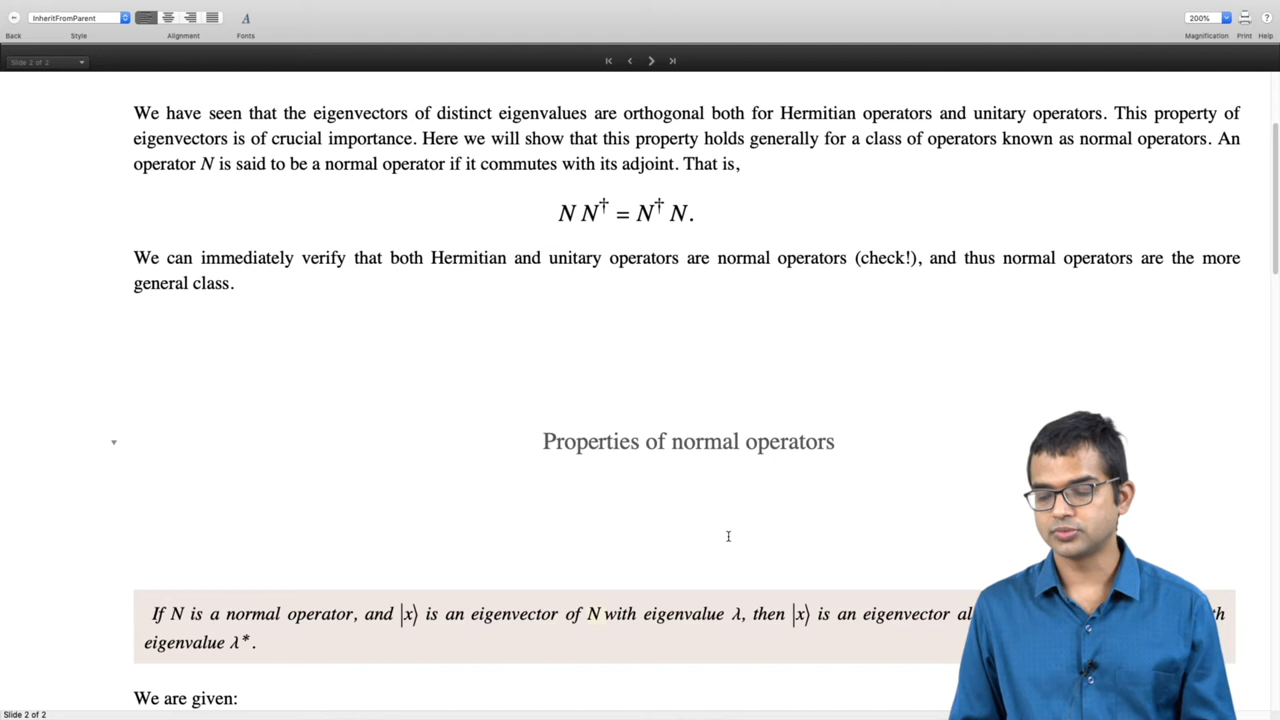 InheritFromParent
200%
Back
Style
Alignment
Fonts
Magnification
Print
Help
Slide 2 of 2
We have seen that the eigenvectors of distinct eigenvalues are orthogonal both for Hermitian operators and unitary operators. This property of
eigenvectors is of crucial importance. Here we will show that this property holds generally for a class of operators known as normal operators. An
operator N is said to be a normal operator if it commutes with its adjoint. That is,
N N† = N† N.
We can immediately verify that both Hermitian and unitary operators are normal operators (check!), and thus normal operators are the more
general class.
Properties of normal operators
If N is a normal operator, and |x⟩ is an eigenvector of N with eigenvalue λ, then |x⟩ is an eigenvector al
eigenvalue λ*.
We are given:
Slide 2 of 2